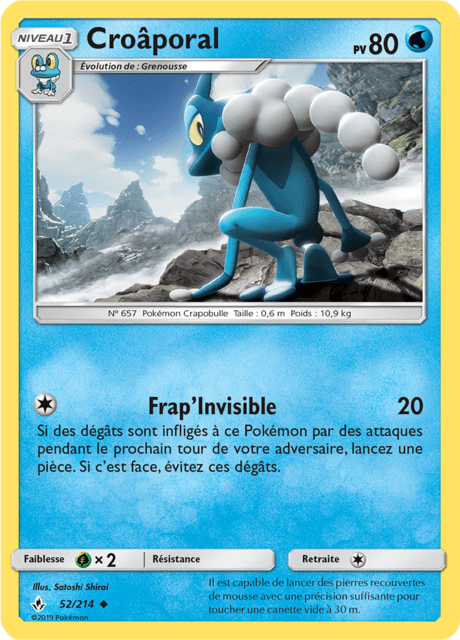 NIVEAU 1
Croâporal
PV 80
Évolution de : Grenousse
N° 657 Pokémon Crapobulle Taille : 0,6 m Poids : 10,9 kg
Frap'Invisible 20
Si des dégâts sont infligés à ce Pokémon par des attaques
pendant le prochain tour de votre adversaire, lancez une
pièce. Si c'est face, évitez ces dégâts.
Faiblesse × 2 Résistance Retraite
Illus. Satoshi Shirai
52/214
©2019 Pokémon
Il est capable de lancer des pierres recouvertes
de mousse avec une précision suffisante pour
toucher une canette vide à 30 m.